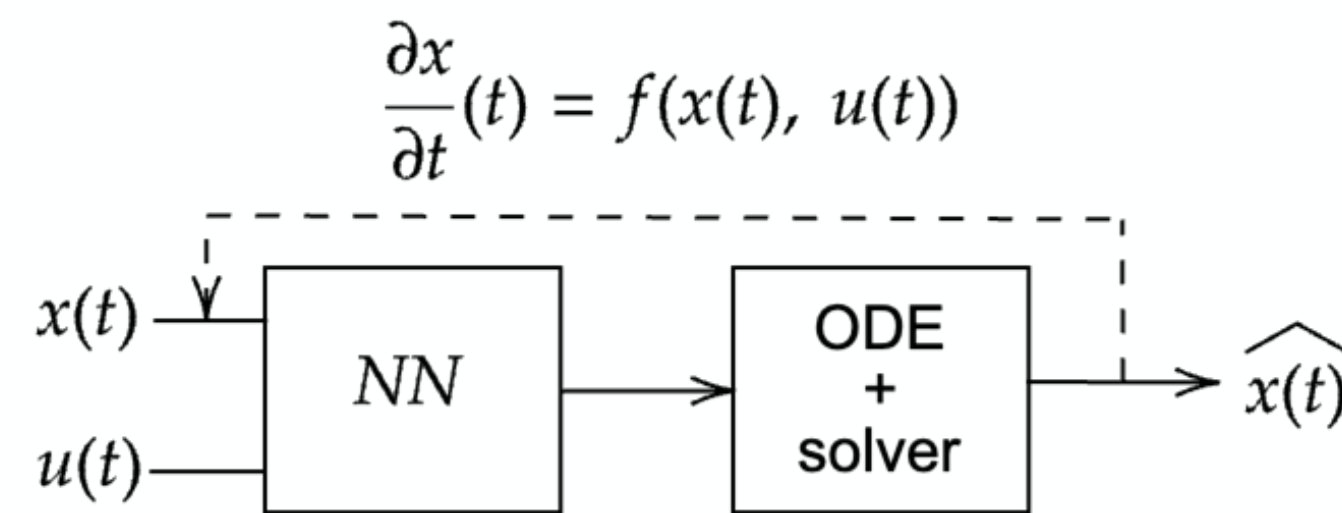 ∂x/∂t (t) = f(x(t), u(t))
x(t)
NN
u(t)
ODE
+
solver
x(t)^